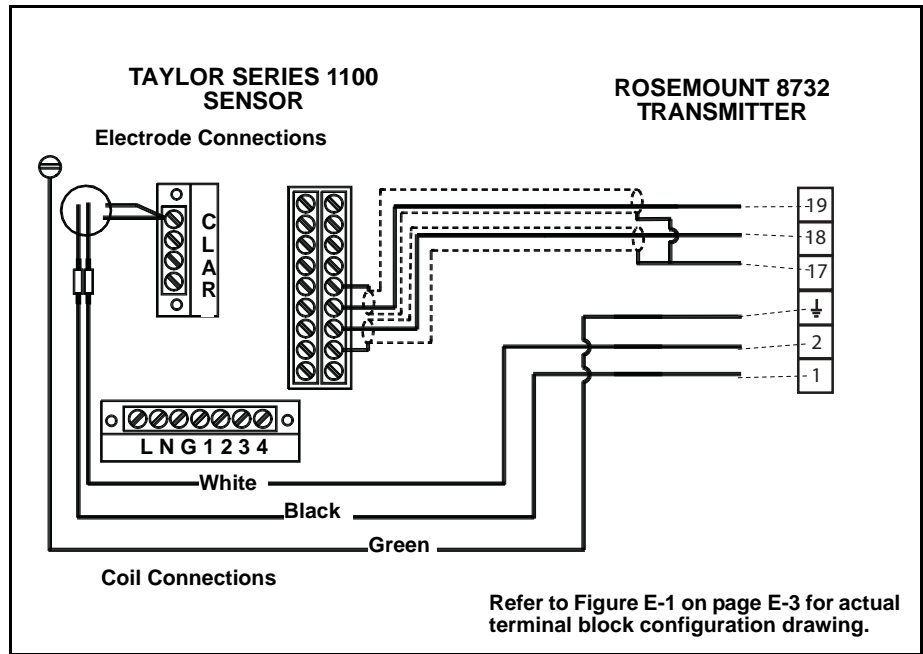 TAYLOR SERIES 1100
SENSOR
ROSEMOUNT 8732
TRANSMITTER
Electrode Connections
C
L
A
R
19
18
17
2
1
L N G 1 2 3 4
White
Black
Green
Coil Connections
Refer to Figure E-1 on page E-3 for actual
terminal block configuration drawing.